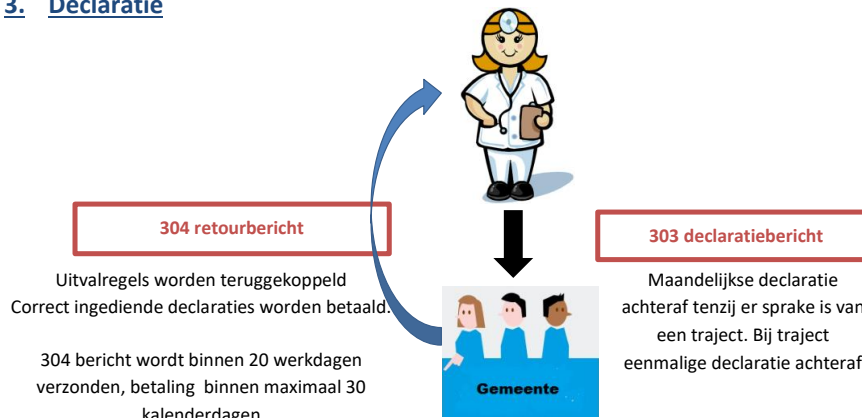 3. Declaratie
304 retourbericht
Uitvalregels worden teruggekoppeld
Correct ingediende declaraties worden betaald.
304 bericht wordt binnen 20 werkdagen
verzonden, betaling binnen maximaal 30
kalenderdagen
303 declaratiebericht
Maandelijkse declaratie
achteraf tenzij er sprake is van
een traject. Bij traject
eenmalige declaratie achteraf
Gemeente